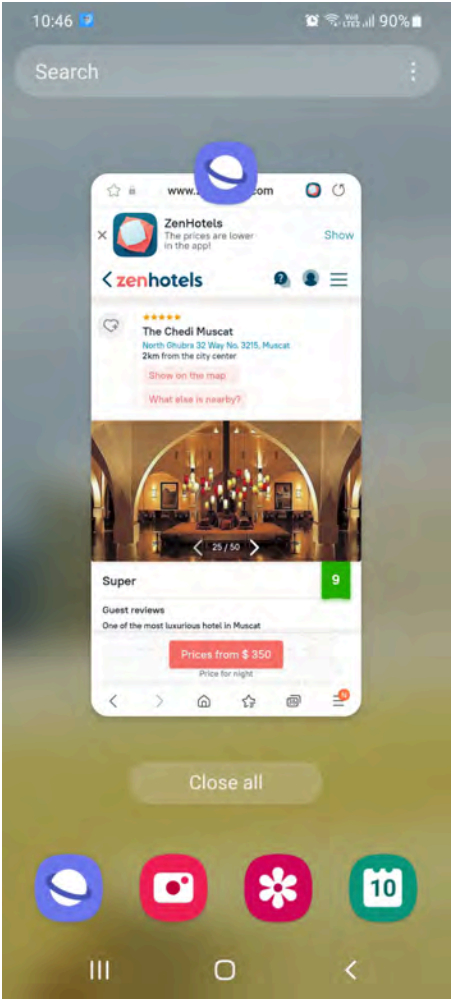 10:46
90%
Search
ZenHotels
The prices are lower
in the app!
Show
zenhotels
The Chedi Muscat
North Ghubra 32 Way No. 3215, Muscat
2km from the city center
Show on the map
What else is nearby?
25 / 50
Super
9
Guest reviews
One of the most luxurious hotel in Muscat
Prices from $ 350
Price for night
N
Close all
10